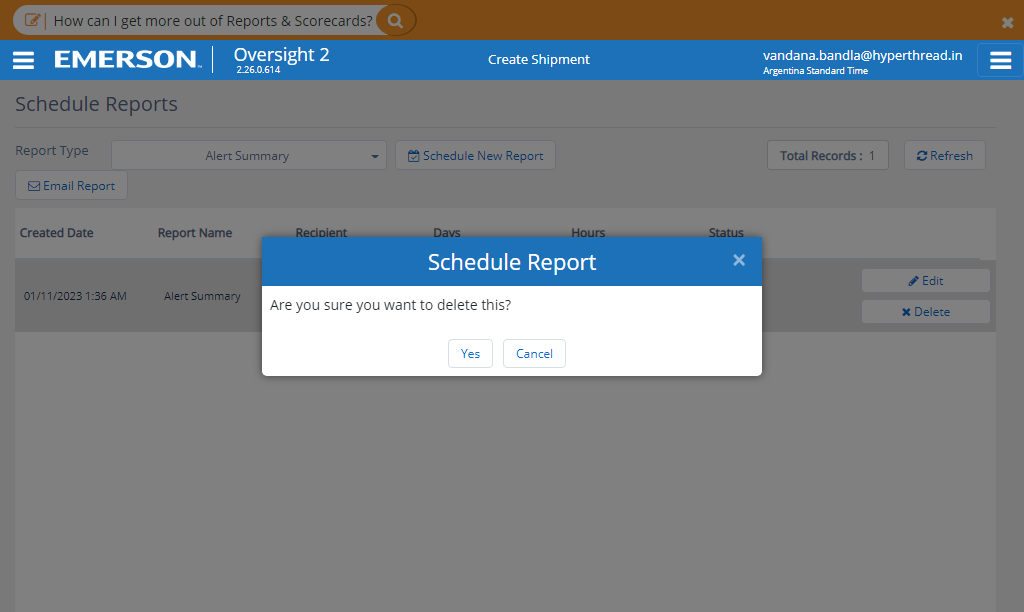 How can I get more out of Reports & Scorecards?
EMERSON
Oversight 2
2.26.0.614
Create Shipment
vandana.bandla@hyperthread.in
Argentina Standard Time
Schedule Reports
Report Type
Alert Summary
Schedule New Report
Total Records : 1
Refresh
Email Report
Created Date Report Name Recipient Days Hours Status
01/11/2023 1:36 AM Alert Summary
Edit
Delete
Schedule Report
Are you sure you want to delete this?
Yes Cancel